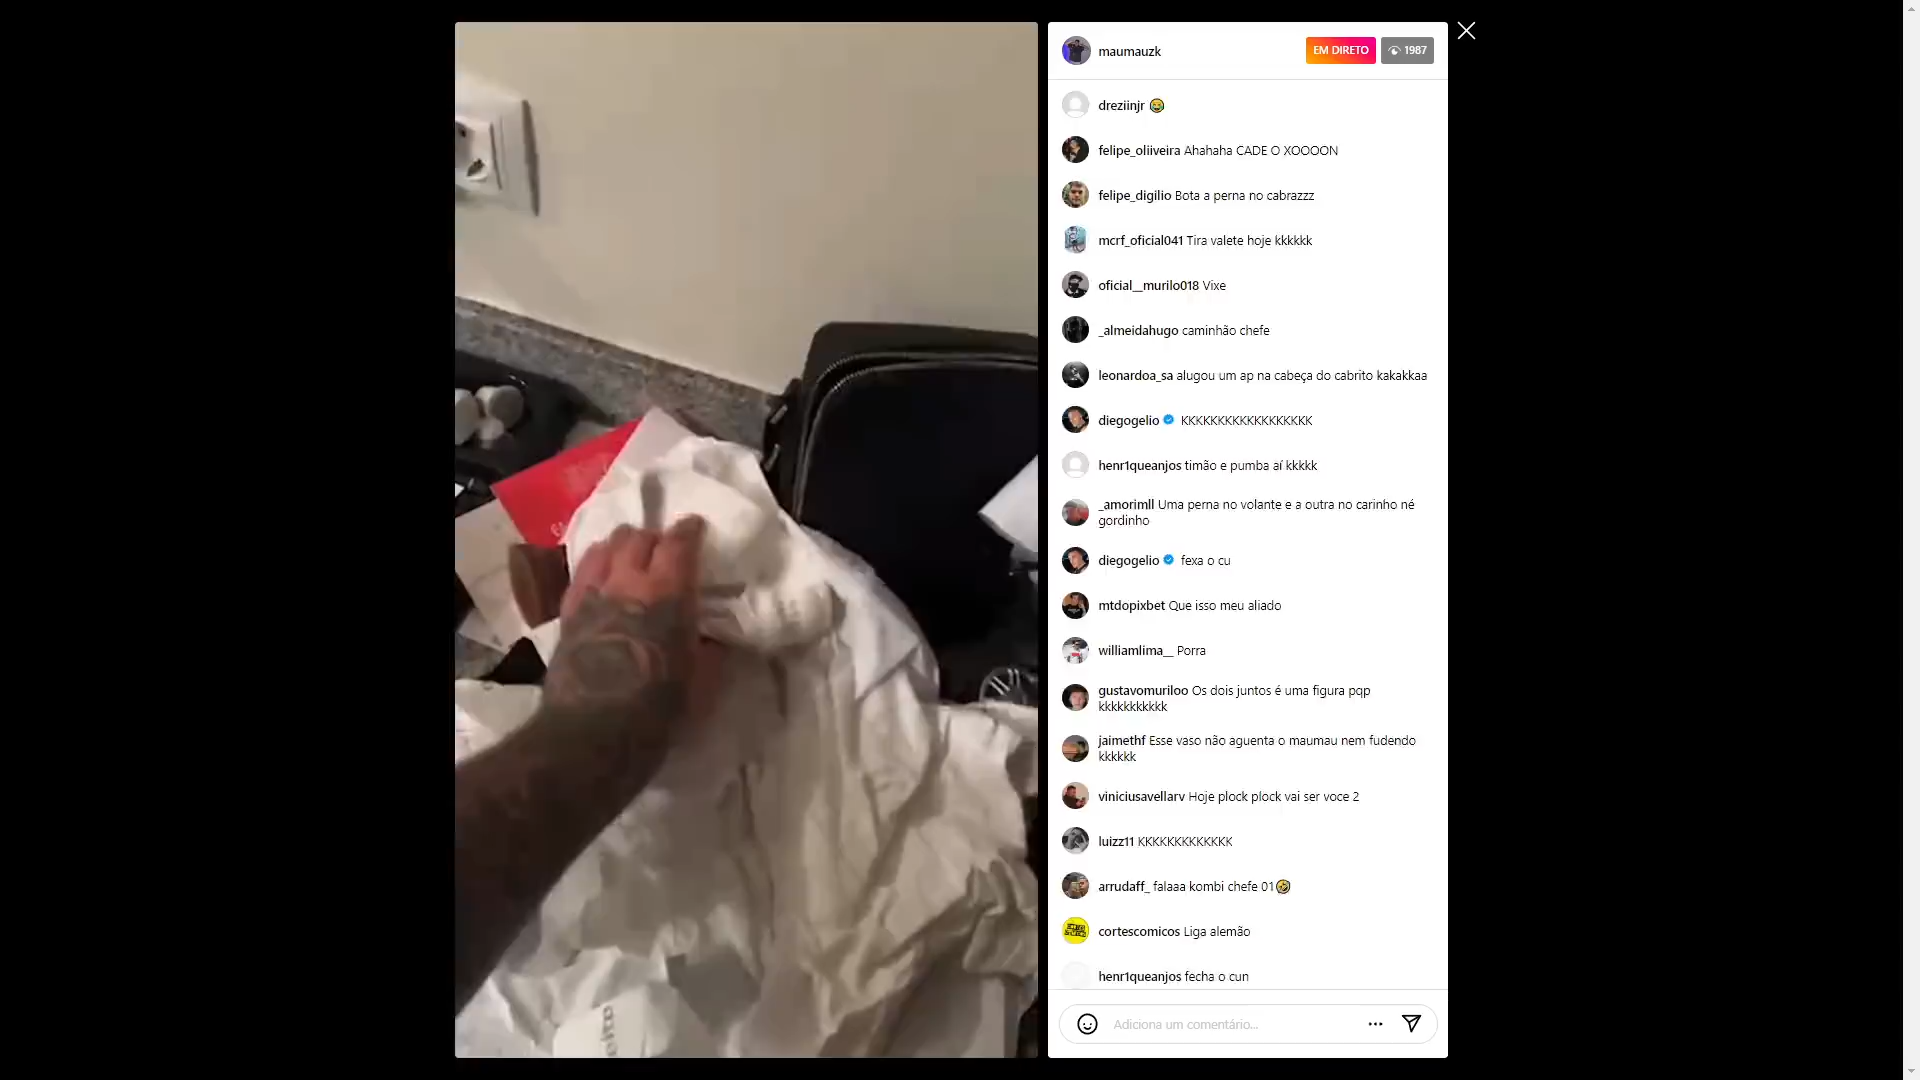 maumauzk
EM DIRETO
1987
dreziinjr 😂
felipe_oliiveira Ahahaha CADE O XOOOON
felipe_digilio Bota a perna no cabrazzz
mcrf_oficial041 Tira valete hoje kkkkkk
oficial__murilo018 Vixe
_almeidahugo caminhão chefe
leonardoa_sa alugou um ap na cabeça do cabrito kakakkaa
diegogelio KKKKKKKKKKKKKKKKKK
henr1queanjos timão e pumba aí kkkkk
_amorimll Uma perna no volante e a outra no carinho né
gordinho
diegogelio fexa o cu
mtdopixbet Que isso meu aliado
williamlima__ Porra
gustavomuriloo Os dois juntos é uma figura pqp
kkkkkkkkkkk
jaimethf Esse vaso não aguenta o maumau nem fudendo
kkkkkk
viniciusavellarv Hoje plock plock vai ser voce 2
luizz11 KKKKKKKKKKKKK
arrudaff_ falaaa kombi chefe 01🤣
cortescomicos Liga alemão
henr1queanjos fecha o cun
Adiciona um comentário...